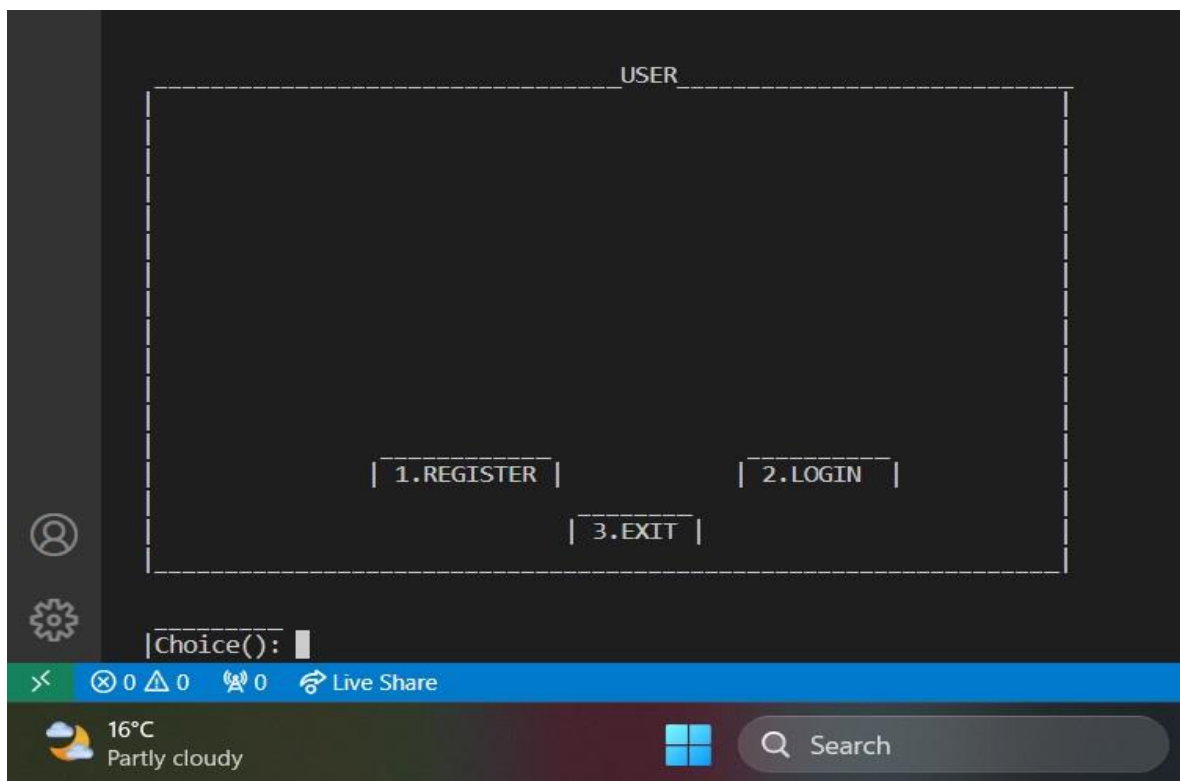 USER
| 1.REGISTER |
| 2.LOGIN |
| 3.EXIT |
|Choice():
0 0 0 Live Share
16°C
Partly cloudy
Search